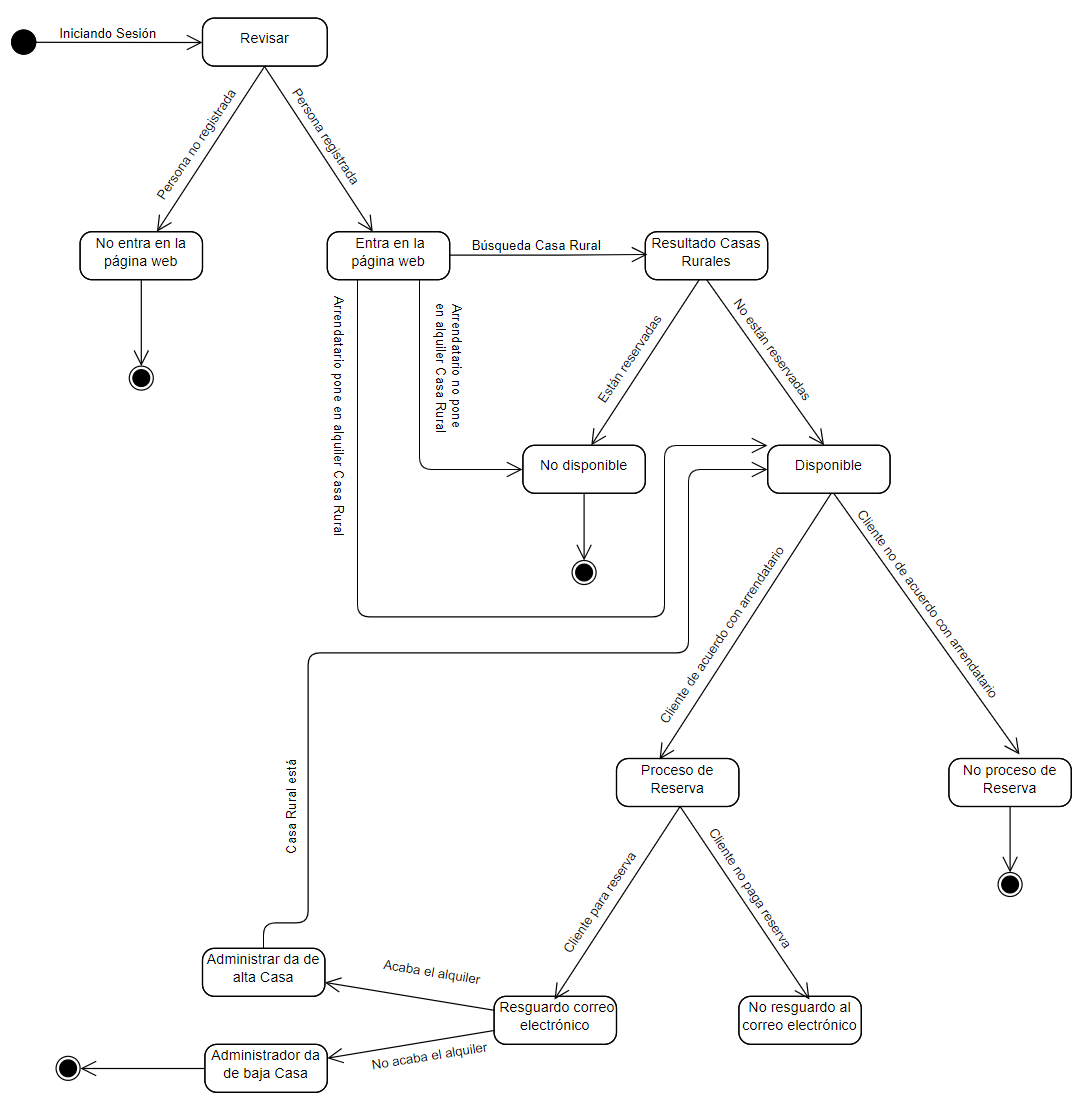 Iniciando Sesión
Revisar
Persona no registrada
Persona registrada
No entra en la
página web
Entra en la
página web
Búsqueda Casa Rural
Resultado Casas
Rurales
Arrendatario pone en alquiler Casa Rural
Arrendatario no pone
en alquiler Casa Rural
Están reservadas
No están reservadas
No disponible
Disponible
Cliente de acuerdo con arrendatario
Cliente no de acuerdo con arrendatario
Proceso de
Reserva
No proceso de
Reserva
Casa Rural está
Cliente para reserva
Cliente no paga reserva
Administrar da de
alta Casa
Acaba el alquiler
Resguardo correo
electrónico
No resguardo al
correo electrónico
No acaba el alquiler
Administrador da
de baja Casa